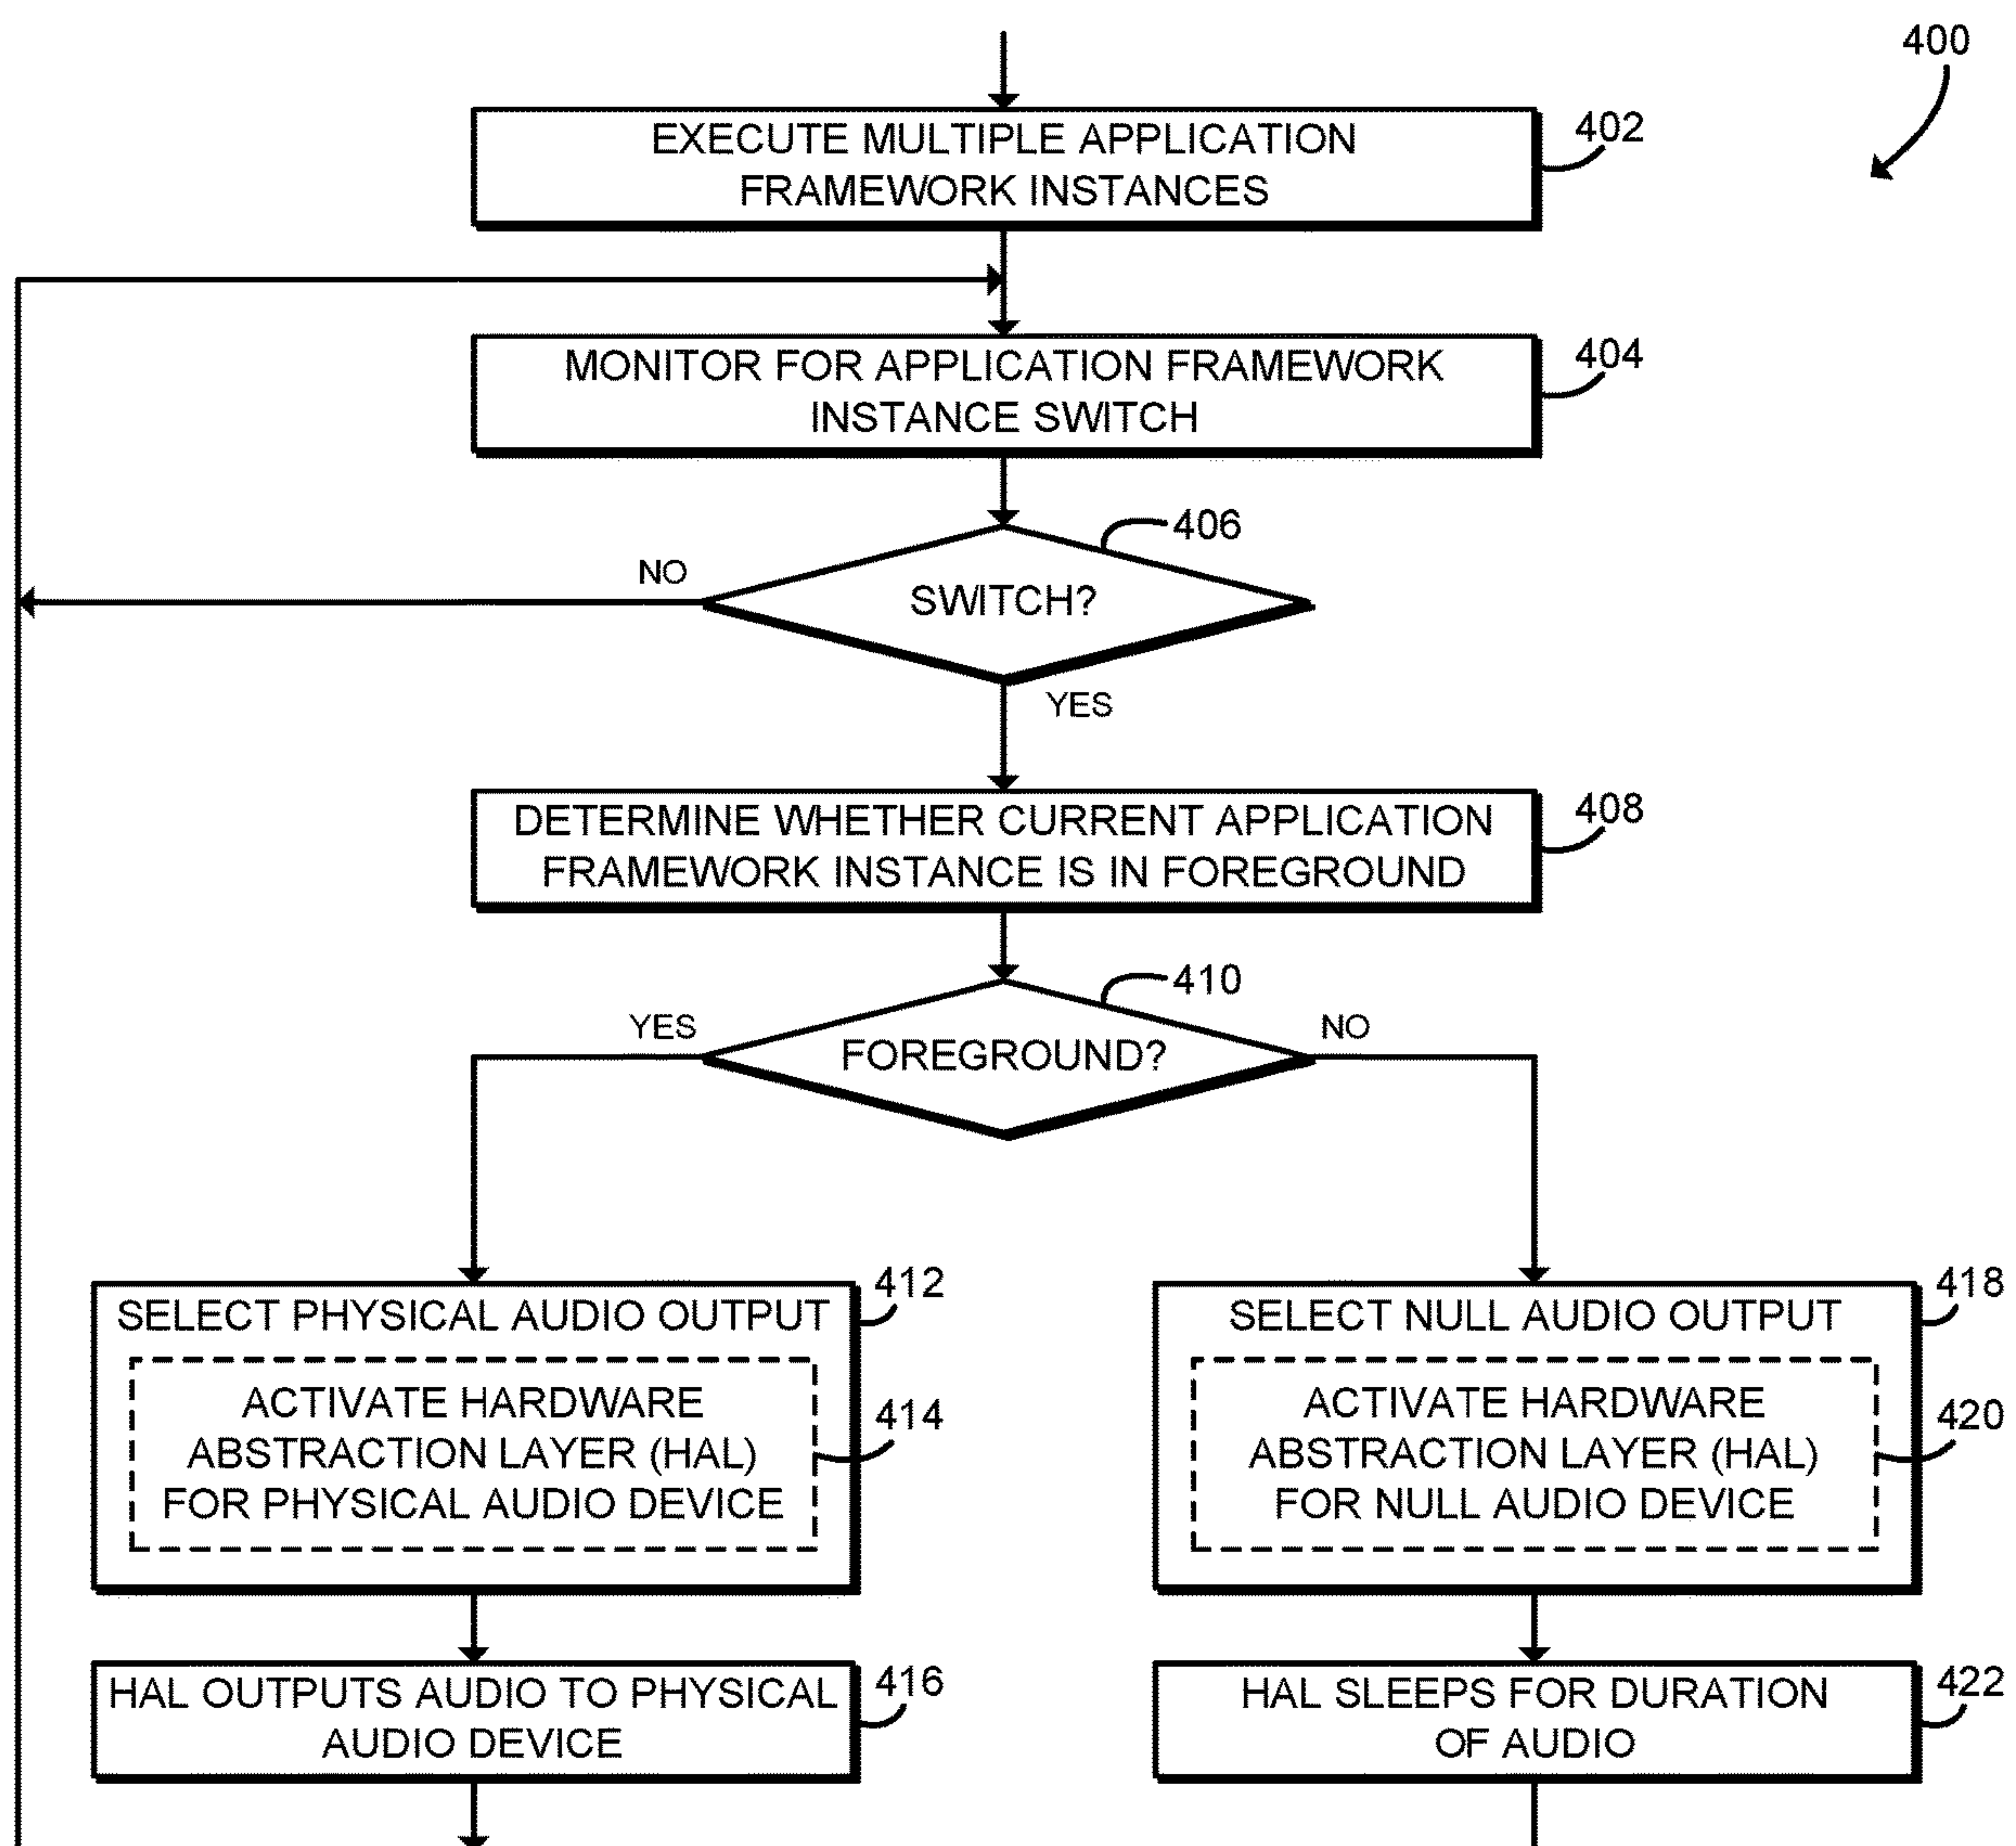 400
EXECUTE MULTIPLE APPLICATION
FRAMEWORK INSTANCES
402
MONITOR FOR APPLICATION FRAMEWORK
INSTANCE SWITCH
404
406
NO
SWITCH?
YES
DETERMINE WHETHER CURRENT APPLICATION
FRAMEWORK INSTANCE IS IN FOREGROUND
408
410
YES
FOREGROUND?
NO
SELECT PHYSICAL AUDIO OUTPUT
412
ACTIVATE HARDWARE
ABSTRACTION LAYER (HAL)
FOR PHYSICAL AUDIO DEVICE
414
HAL OUTPUTS AUDIO TO PHYSICAL
AUDIO DEVICE
416
SELECT NULL AUDIO OUTPUT
418
ACTIVATE HARDWARE
ABSTRACTION LAYER (HAL)
FOR NULL AUDIO DEVICE
420
HAL SLEEPS FOR DURATION
OF AUDIO
422